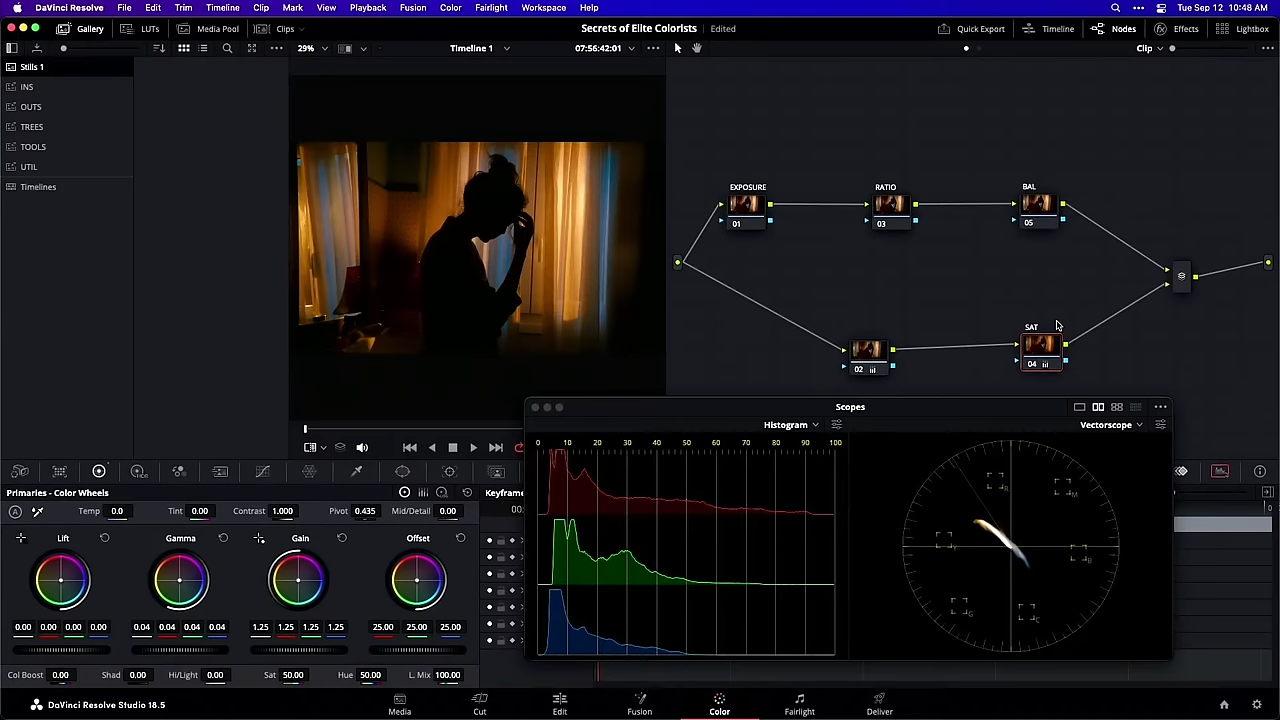 DaVinci Resolve File Edit Trim Timeline Clip Mark View Playback Fusion Color Fairlight Workspace Help Tue Sep 12 10:48 AM
Gallery LUTs Media Pool Clips Secrets of Elite Colorists Edited Quick Export Timeline Nodes Effects Lightbox
29% Timeline 1 07:56:42:01 Clip
Stills 1
INS
OUTS
TREES
TOOLS
UTIL
Timelines
EXPOSURE RATIO BAL
01 03 05
SAT
02 04
Scopes
Histogram Vectorscope
0 10 20 30 40 50 60 70 80 90 100
R M
Y B
G C
Primaries - Color Wheels Keyframe
Temp 0.0 Tint 0.00 Contrast 1.000 Pivot 0.435 Mid/Detail 0.00 00: 0
Lift Gamma Gain Offset
0.00 0.00 0.00 0.00 0.04 0.04 0.04 0.04 1.25 1.25 1.25 1.25 25.00 25.00 25.00
Col Boost 0.00 Shad 0.00 Hi/Light 0.00 Sat 50.00 Hue 50.00 L. Mix 100.00
DaVinci Resolve Studio 18.5 Media Cut Edit Fusion Color Fairlight Deliver